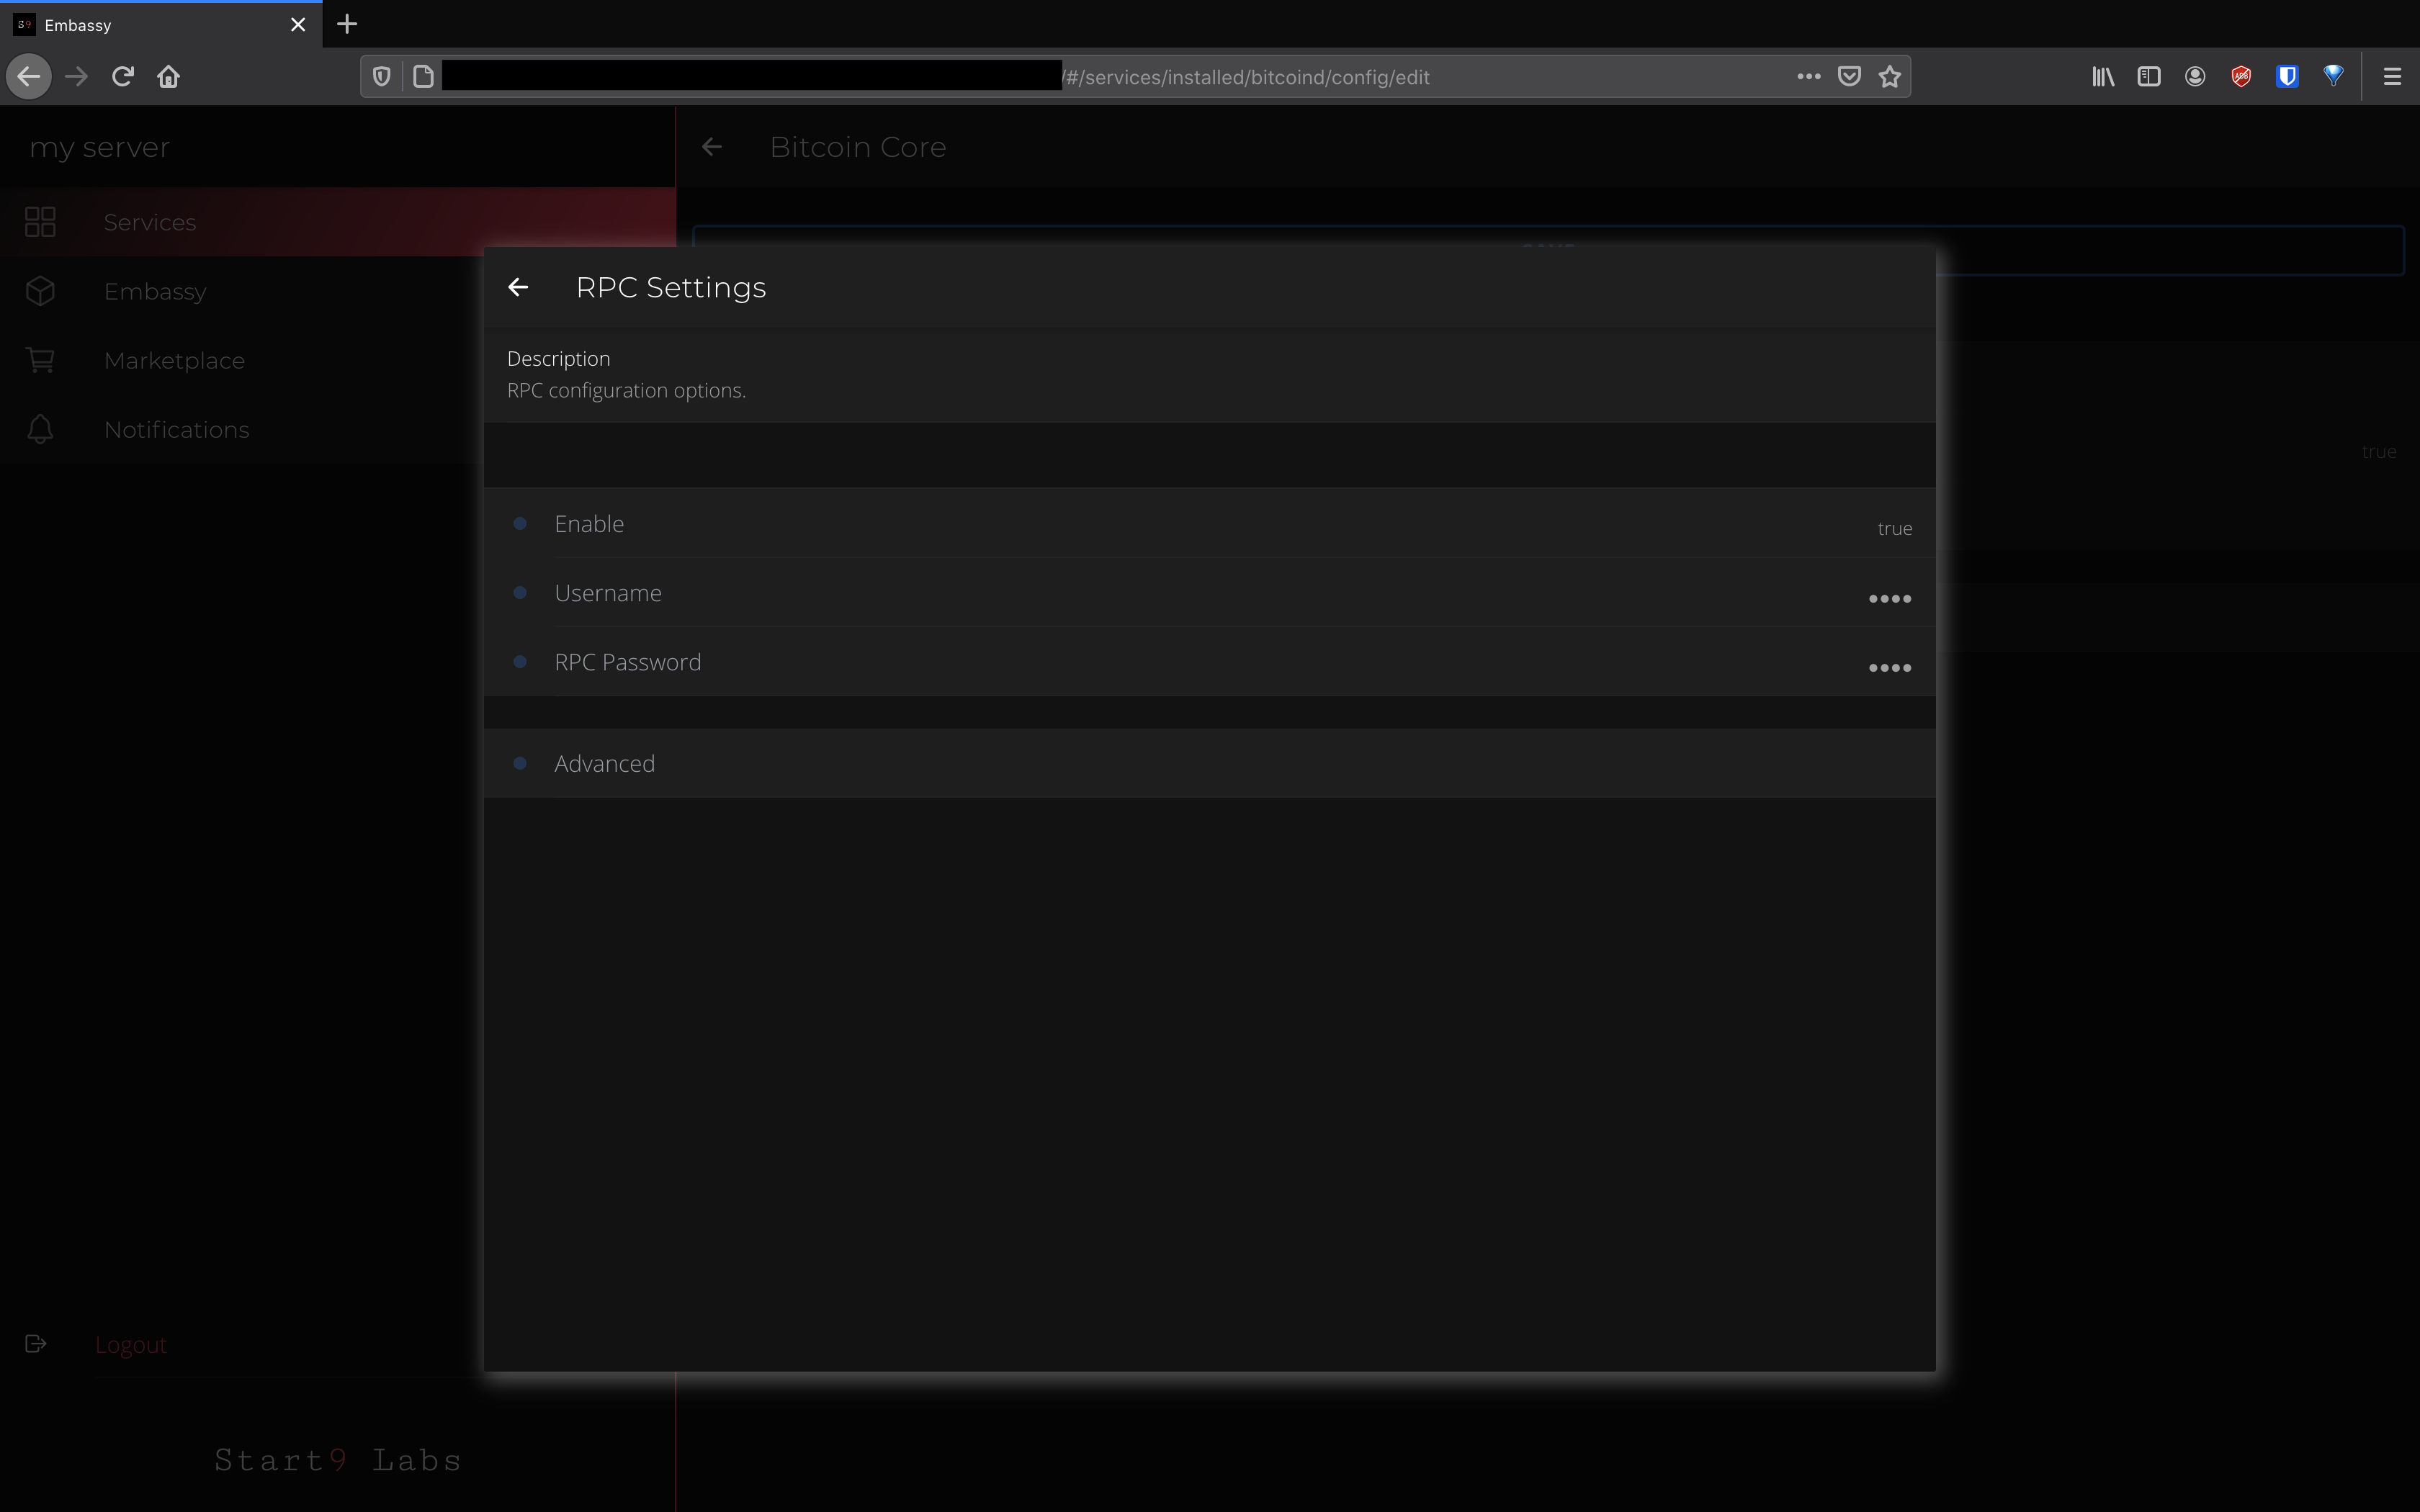 S9 Embassy
/#/services/installed/bitcoind/config/edit
my server
Bitcoin Core
Services
RPC Settings
Embassy
Description
Marketplace
RPC configuration options.
Notifications
true
Enable
true
Username
••••
RPC Password
••••
Advanced
Logout
Start9 Labs